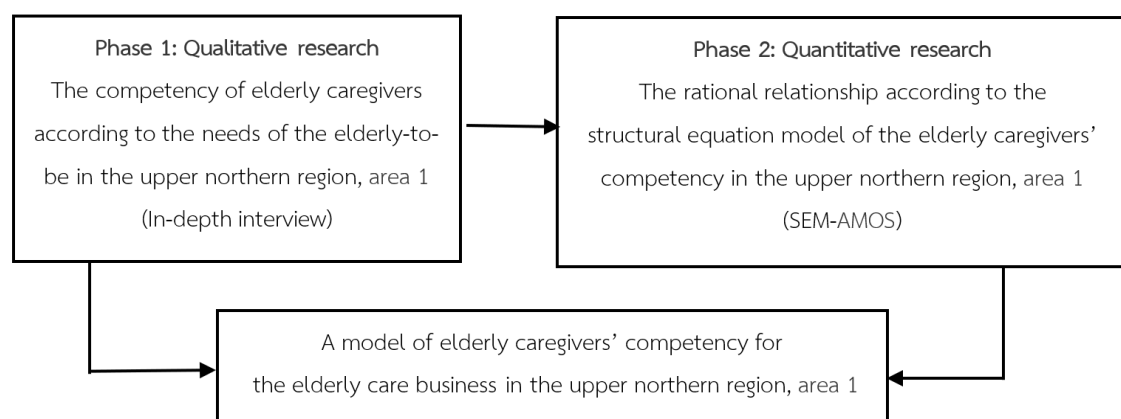 Phase 1: Qualitative research
The competency of elderly caregivers
according to the needs of the elderly-to-
be in the upper northern region, area 1
(In-depth interview)
Phase 2: Quantitative research
The rational relationship according to the
structural equation model of the elderly caregivers'
competency in the upper northern region, area 1
(SEM-AMOS)
A model of elderly caregivers' competency for
the elderly care business in the upper northern region, area 1